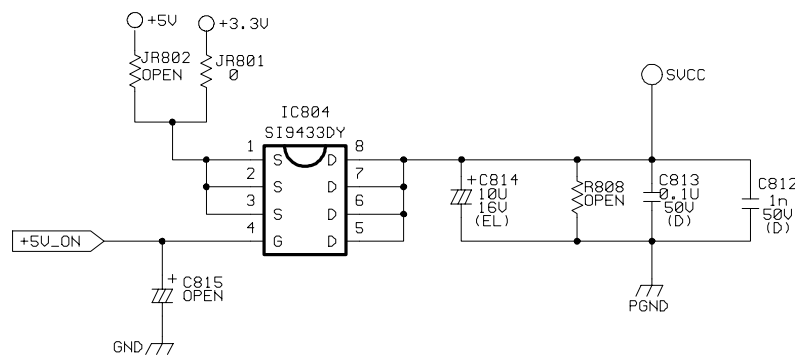 +5V
+3.3V
JR802
OPEN
JR801
0
IC804
SI9433DY
1
2
3
4
S
S
S
G
D
D
D
D
8
7
6
5
SVCC
+
C814
10U
16V
(EL)
R808
OPEN
C813
0.1U
50V
(D)
C812
1n
50V
(D)
+5V_ON
+
C815
OPEN
GND
PGND